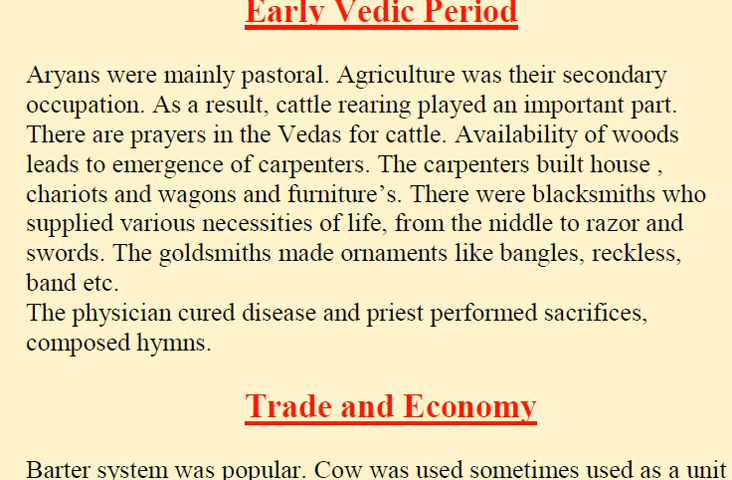 Early Vedic Period
Aryans were mainly pastoral. Agriculture was their secondary
occupation. As a result, cattle rearing played an important part.
There are prayers in the Vedas for cattle. Availability of woods
leads to emergence of carpenters. The carpenters built house ,
chariots and wagons and furniture’s. There were blacksmiths who
supplied various necessities of life, from the niddle to razor and
swords. The goldsmiths made ornaments like bangles, reckless,
band etc.
The physician cured disease and priest performed sacrifices,
composed hymns.
Trade and Economy
Barter system was popular. Cow was used sometimes used as a unit